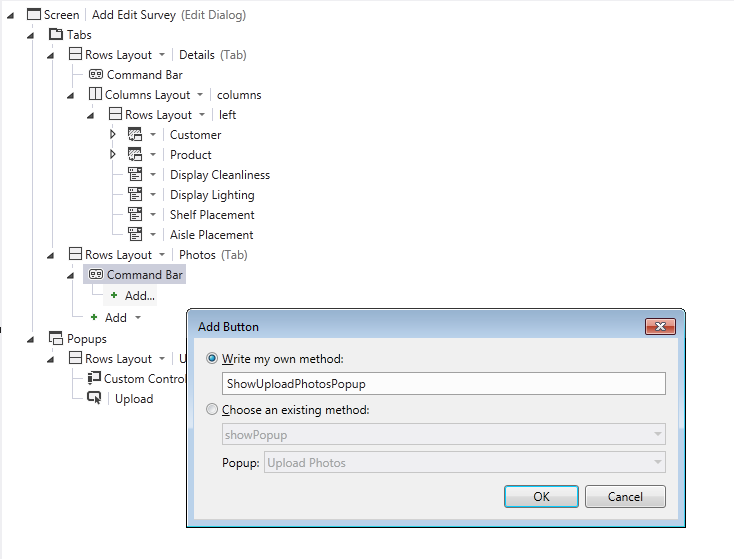 Screen | Add Edit Survey (Edit Dialog)
Tabs
Rows Layout | Details (Tab)
Command Bar
Columns Layout | columns
Rows Layout | left
Customer
Product
Display Cleanliness
Display Lighting
Shelf Placement
Aisle Placement
Rows Layout | Photos (Tab)
Command Bar
+ Add...
+ Add
Popups
Rows Layout | U
Custom Control
Upload
Add Button
Write my own method:
ShowUploadPhotosPopup
Choose an existing method:
showPopup
Popup: Upload Photos
OK Cancel